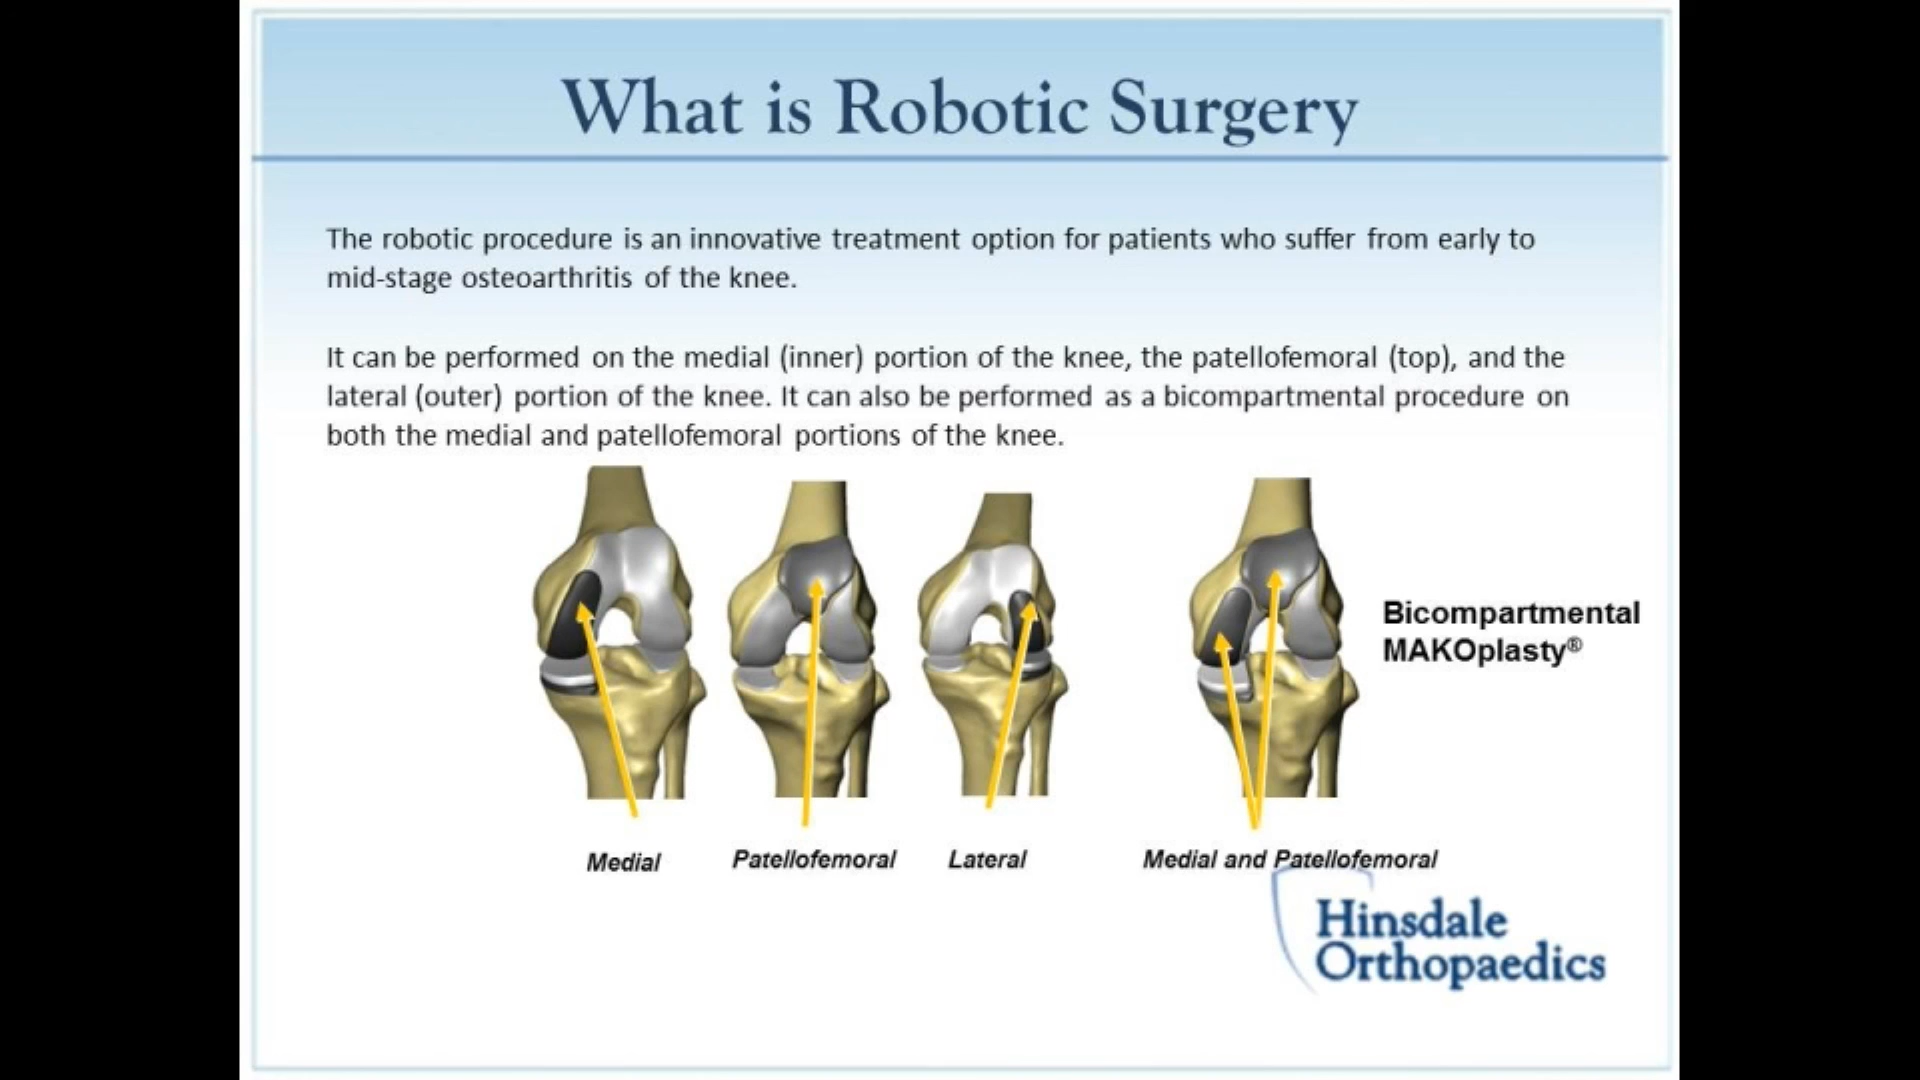 What is Robotic Surgery
The robotic procedure is an innovative treatment option for patients who suffer from early to
mid-stage osteoarthritis of the knee.
It can be performed on the medial (inner) portion of the knee, the patellofemoral (top), and the
lateral (outer) portion of the knee. It can also be performed as a bicompartmental procedure on
both the medial and patellofemoral portions of the knee.
Bicompartmental
MAKOplasty®
Medial
Patellofemoral
Lateral
Medial and Patellofemoral
Hinsdale
Orthopaedics